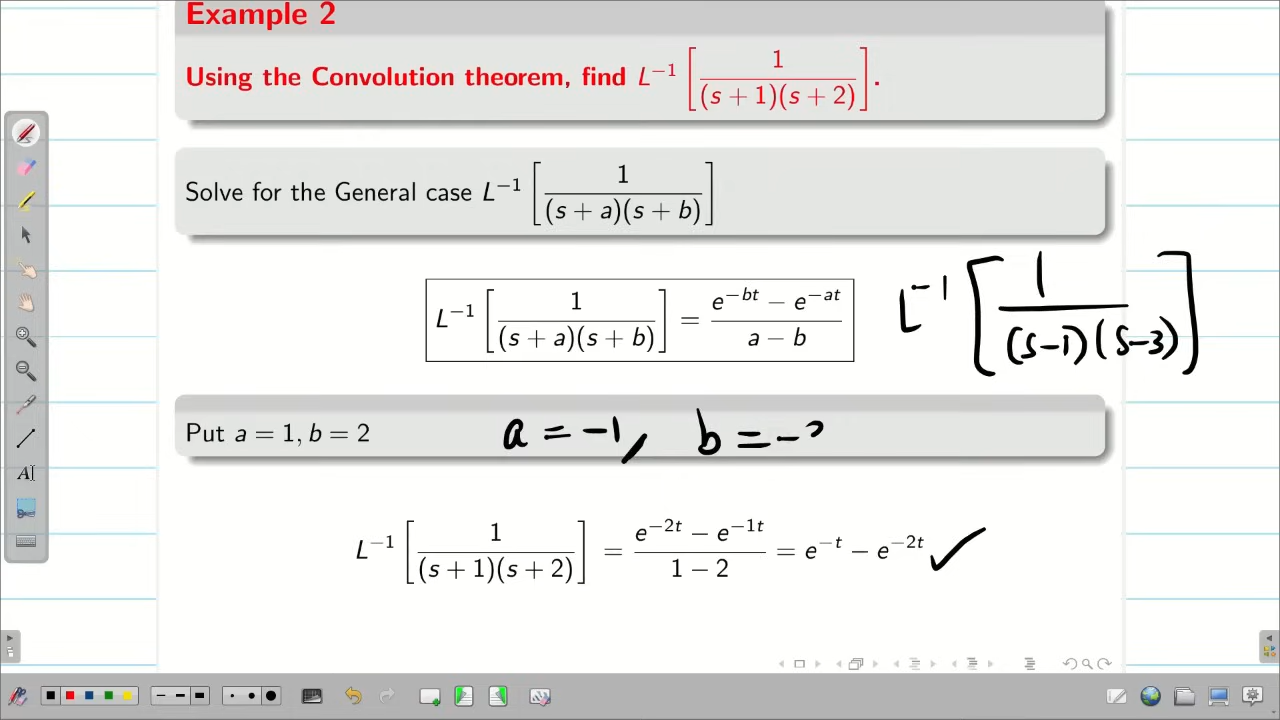 Example 2
Using the Convolution theorem, find L⁻¹ [ 1 / (s + 1)(s + 2) ].
Solve for the General case L⁻¹ [ 1 / (s + a)(s + b) ]
L⁻¹ [ 1 / (s + a)(s + b) ] = (e^{−bt} − e^{−at}) / (a − b)
L⁻¹ [ 1 / (s−1)(s−3) ]
Put a = 1, b = 2
a = −1, b = −
L⁻¹ [ 1 / (s + 1)(s + 2) ] = (e^{−2t} − e^{−1t}) / (1 − 2) = e^{−t} − e^{−2t} ✓
AI